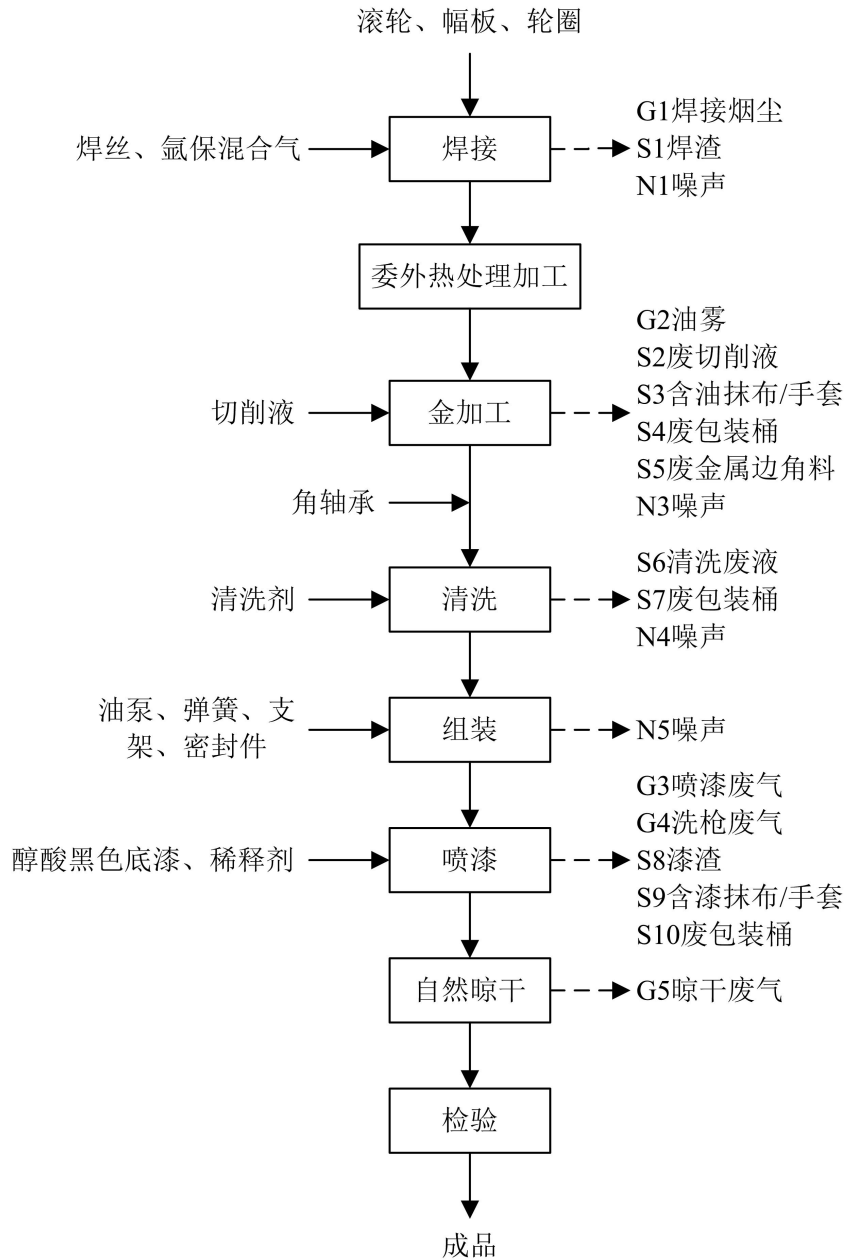 滚轮、幅板、轮圈
焊丝、氩保混合气
焊接
G1焊接烟尘
S1焊渣
N1噪声
委外热处理加工
切削液
金加工
G2油雾
S2废切削液
S3含油抹布/手套
S4废包装桶
S5废金属边角料
N3噪声
角轴承
清洗剂
清洗
S6清洗废液
S7废包装桶
N4噪声
油泵、弹簧、支
架、密封件
组装
N5噪声
醇酸黑色底漆、稀释剂
喷漆
G3喷漆废气
G4洗枪废气
S8漆渣
S9含漆抹布/手套
S10废包装桶
自然晾干
G5晾干废气
检验
成品